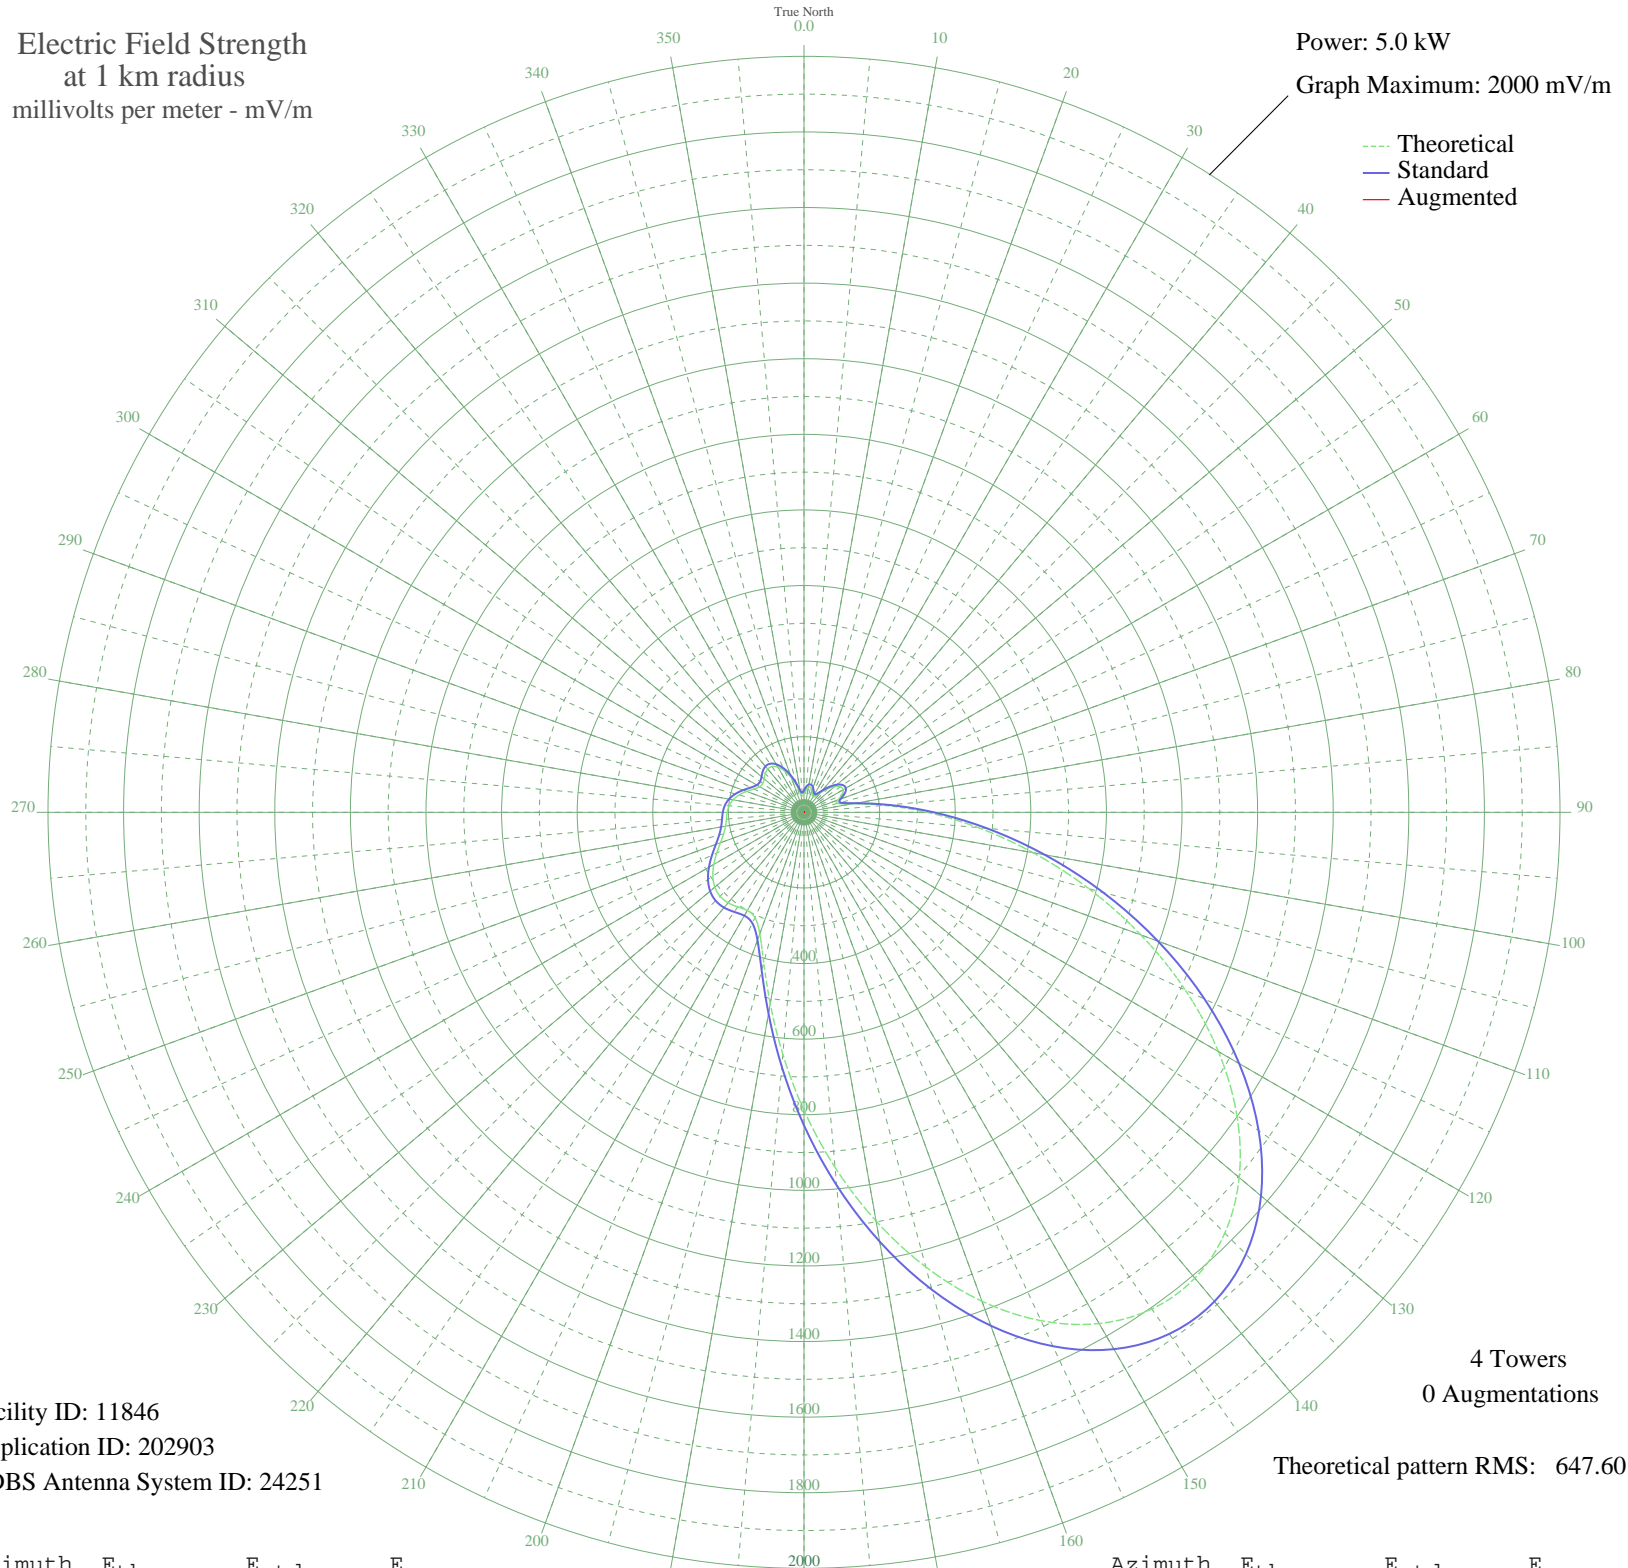 True North
0.0
Electric Field Strength
at 1 km radius
millivolts per meter - mV/m
Power: 5.0 kW
Graph Maximum: 2000 mV/m
Theoretical
Standard
Augmented
10
20
30
40
50
60
70
80
90
100
110
120
130
140
150
160
200
210
220
230
240
250
260
270
280
290
300
310
320
330
340
350
400
600
800
1000
1200
1400
1600
1800
2000
4 Towers
0 Augmentations
Theoretical pattern RMS: 647.60
cility ID: 11846
plication ID: 202903
DBS Antenna System ID: 24251
imuth E E E
Azimuth E E E